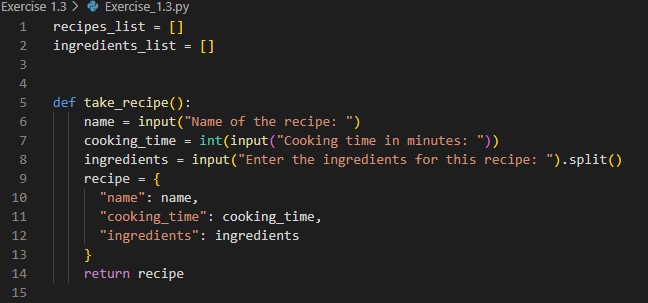 Exercise 1.3 > Exercise_1.3.py
1 recipes_list = []
2 ingredients_list = []
3
4
5 def take_recipe():
6     name = input("Name of the recipe: ")
7     cooking_time = int(input("Cooking time in minutes: "))
8     ingredients = input("Enter the ingredients for this recipe: ").split()
9     recipe = {
10       "name": name,
11       "cooking_time": cooking_time,
12       "ingredients": ingredients
13     }
14     return recipe
15